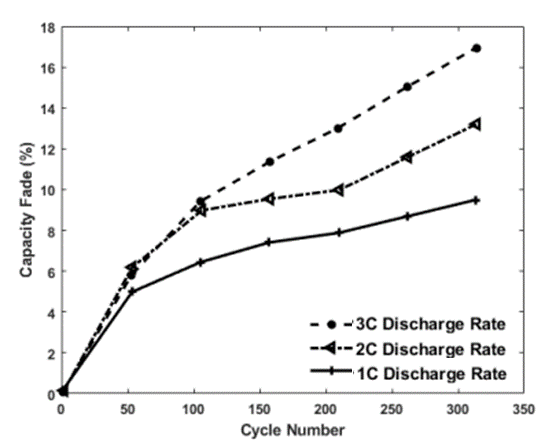 18
16
14
12
10
8
6
4
2
0
Capacity Fade (%)
3C Discharge Rate
2C Discharge Rate
1C Discharge Rate
0 50 100 150 200 250 300 350
Cycle Number